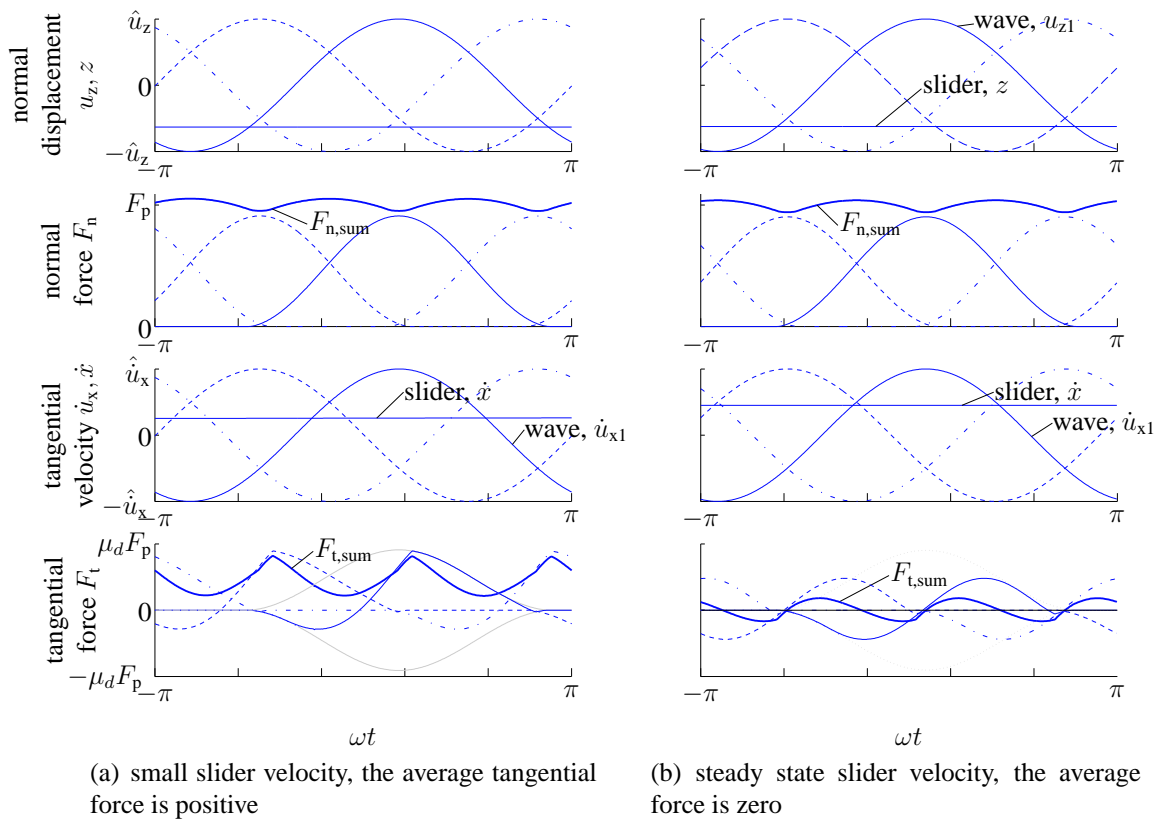 normal
displacement
u_z, z
û_z
0
−û_z
−π
π
wave, u_z1
slider, z
−π
π
normal
force F_n
F_p
0
F_n,sum
−π
π
F_n,sum
−π
π
tangential
velocity u̇_x, ẋ
û̇_x
0
−û̇_x
slider, ẋ
wave, u̇_x1
−π
π
slider, ẋ
wave, u̇_x1
−π
π
tangential
force F_t
μ_d F_p
0
−μ_d F_p
F_t,sum
−π
π
F_t,sum
−π
π
ωt
ωt
(a) small slider velocity, the average tangential
force is positive
(b) steady state slider velocity, the average
force is zero